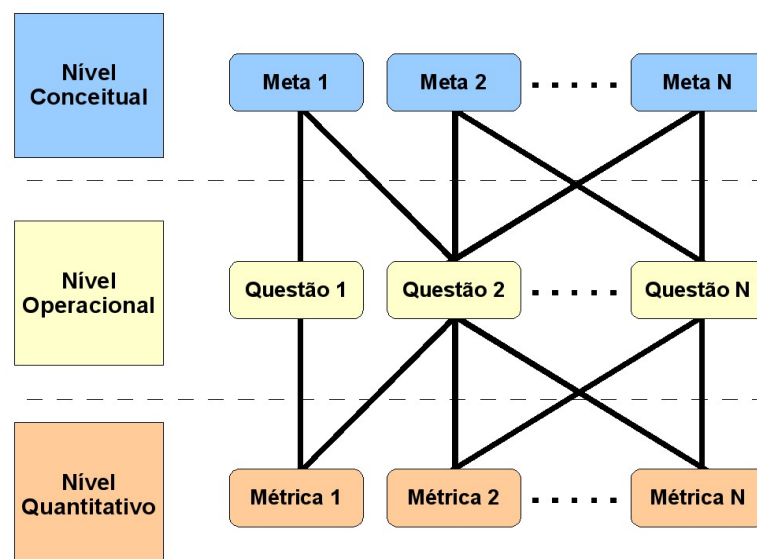 Nível
Conceitual
Meta 1
Meta 2
Meta N
Nível
Operacional
Questão 1
Questão 2
Questão N
Nível
Quantitativo
Métrica 1
Métrica 2
Métrica N